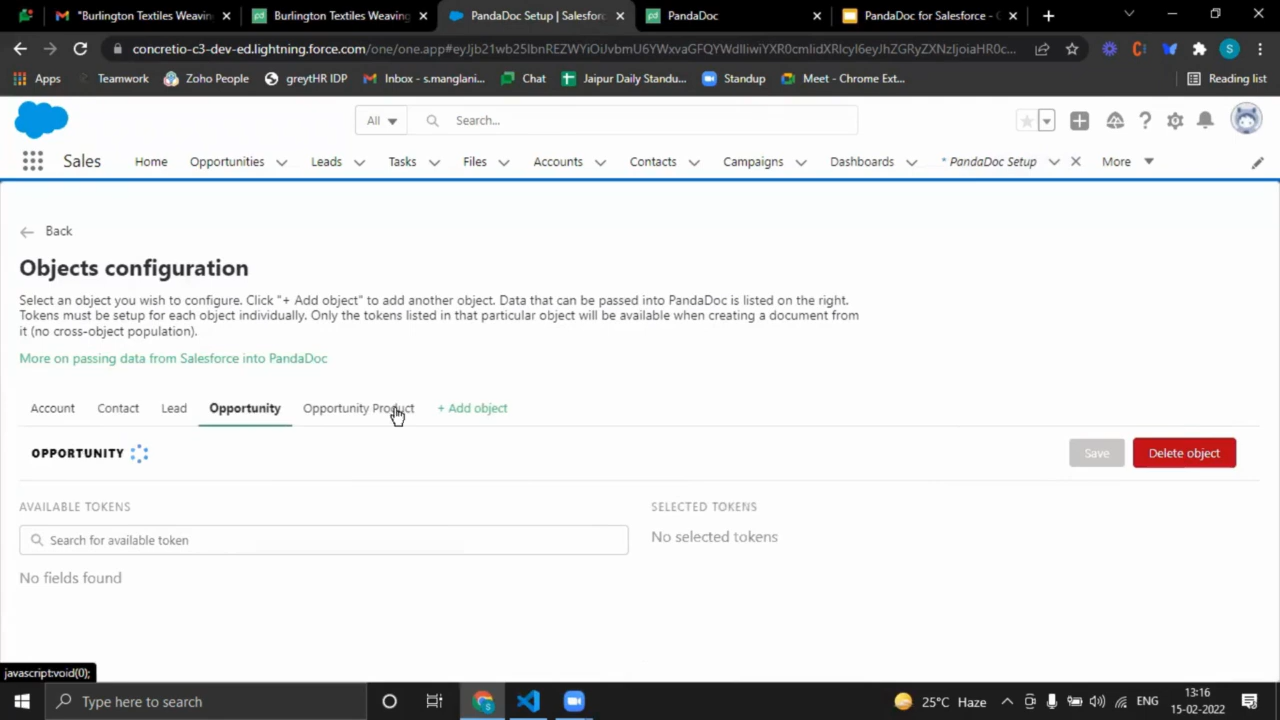 "Burlington Textiles Weavin
Burlington Textiles Weaving
PandaDoc Setup | Salesforc
PandaDoc
PandaDoc for Salesforce - C
concretio-c3-dev-ed.lightning.force.com/one/one.app#eyJjb21wb25lbnREZWYiOiJvbmU6YWxvaGFQYWdlIiwiYXR0cmlidXRlcyI6eyJhZGRyZXNzIjoiaHR0c...
Apps
Teamwork
Zoho People
greytHR IDP
Inbox - s.manglani...
Chat
Jaipur Daily Standu...
Standup
Meet - Chrome Ext...
Reading list
All
Search...
Sales
Home
Opportunities
Leads
Tasks
Files
Accounts
Contacts
Campaigns
Dashboards
* PandaDoc Setup
More
Back
Objects configuration
Select an object you wish to configure. Click "+ Add object" to add another object. Data that can be passed into PandaDoc is listed on the right.
Tokens must be setup for each object individually. Only the tokens listed in that particular object will be available when creating a document from
it (no cross-object population).
More on passing data from Salesforce into PandaDoc
Account
Contact
Lead
Opportunity
Opportunity Product
+ Add object
OPPORTUNITY
Save
Delete object
AVAILABLE TOKENS
SELECTED TOKENS
Search for available token
No selected tokens
No fields found
javascript:void(0);
Type here to search
25°C Haze
ENG
13:16
15-02-2022